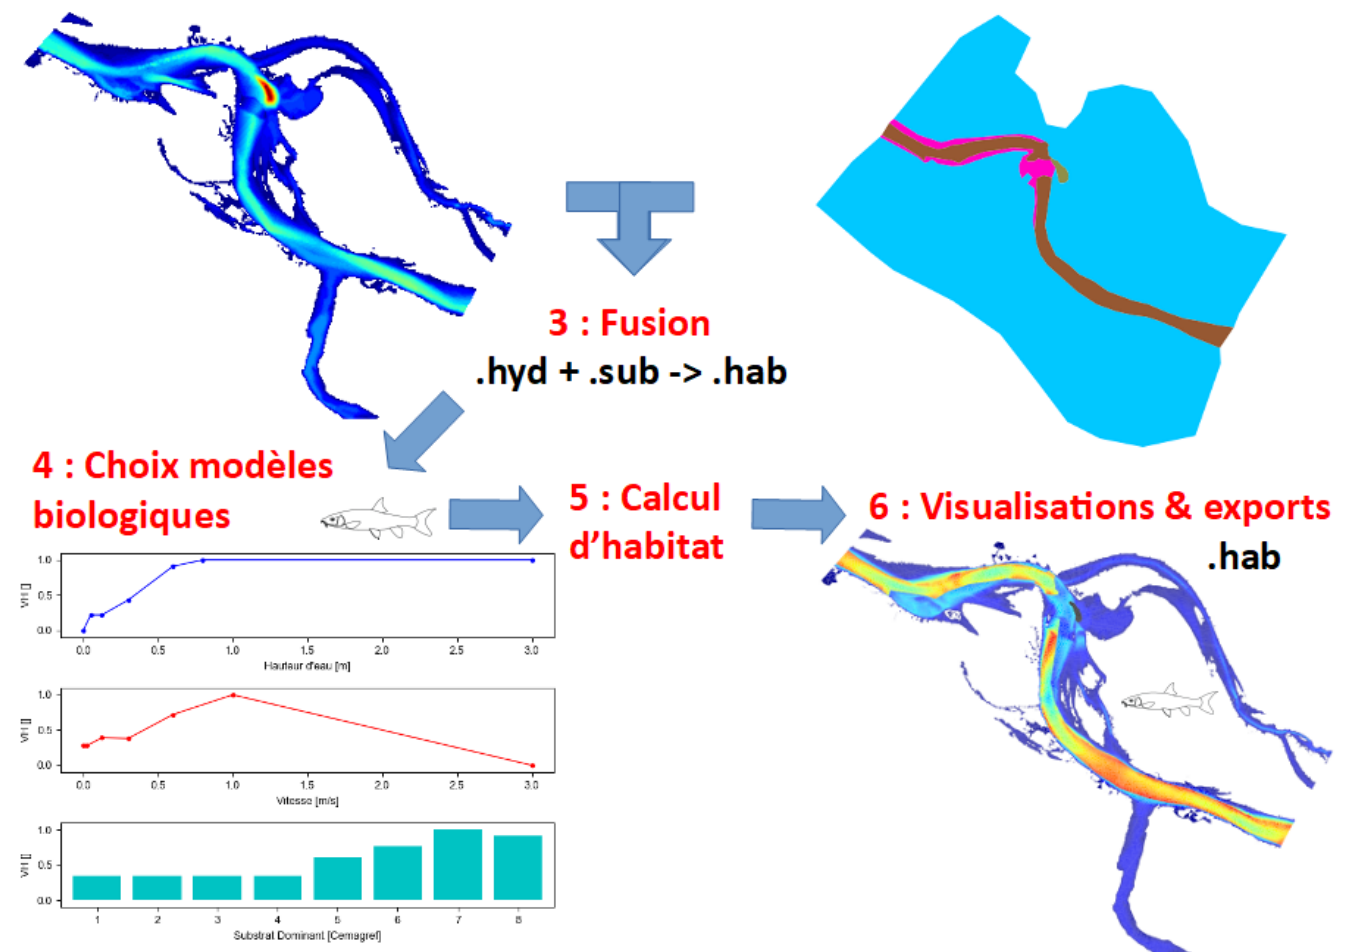 3 : Fusion
.hyd + .sub -> .hab
4 : Choix modèles
biologiques
5 : Calcul
d'habitat
6 : Visualisations & exports
.hab
1.0
0.5
0.0
VH []
0.0 0.5 1.0 1.5 2.0 2.5 3.0
Hauteur d'eau [m]
1.0
0.5
0.0
VH []
0.0 0.5 1.0 1.5 2.0 2.5 3.0
Vitesse [m/s]
1.0
0.5
0.0
VH []
1 2 3 4 5 6 7 8
Substrat Dominant [Cemagref]